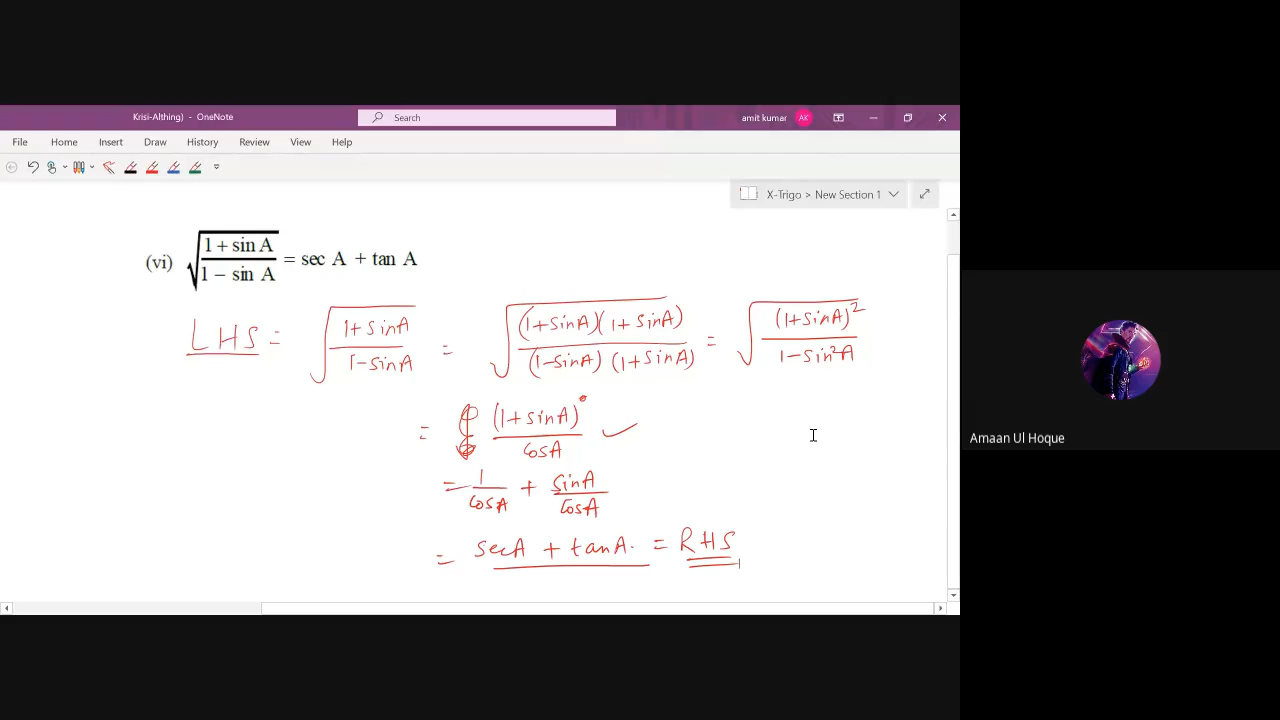 Krisi-Althing) - OneNote
Search
amit kumar
AK
File Home Insert Draw History Review View Help
X-Trigo > New Section 1
(vi) √((1 + sin A)/(1 − sin A)) = sec A + tan A
LHS = √((1+sinA)/(1-sinA)) = √((1+sinA)(1+sinA)/(1-sinA)(1+sinA)) = √((1+sinA)²/(1-sin²A))
= (1+sinA)/cosA ✓
= 1/cosA + sinA/cosA
= secA + tanA. = RHS
Amaan Ul Hoque